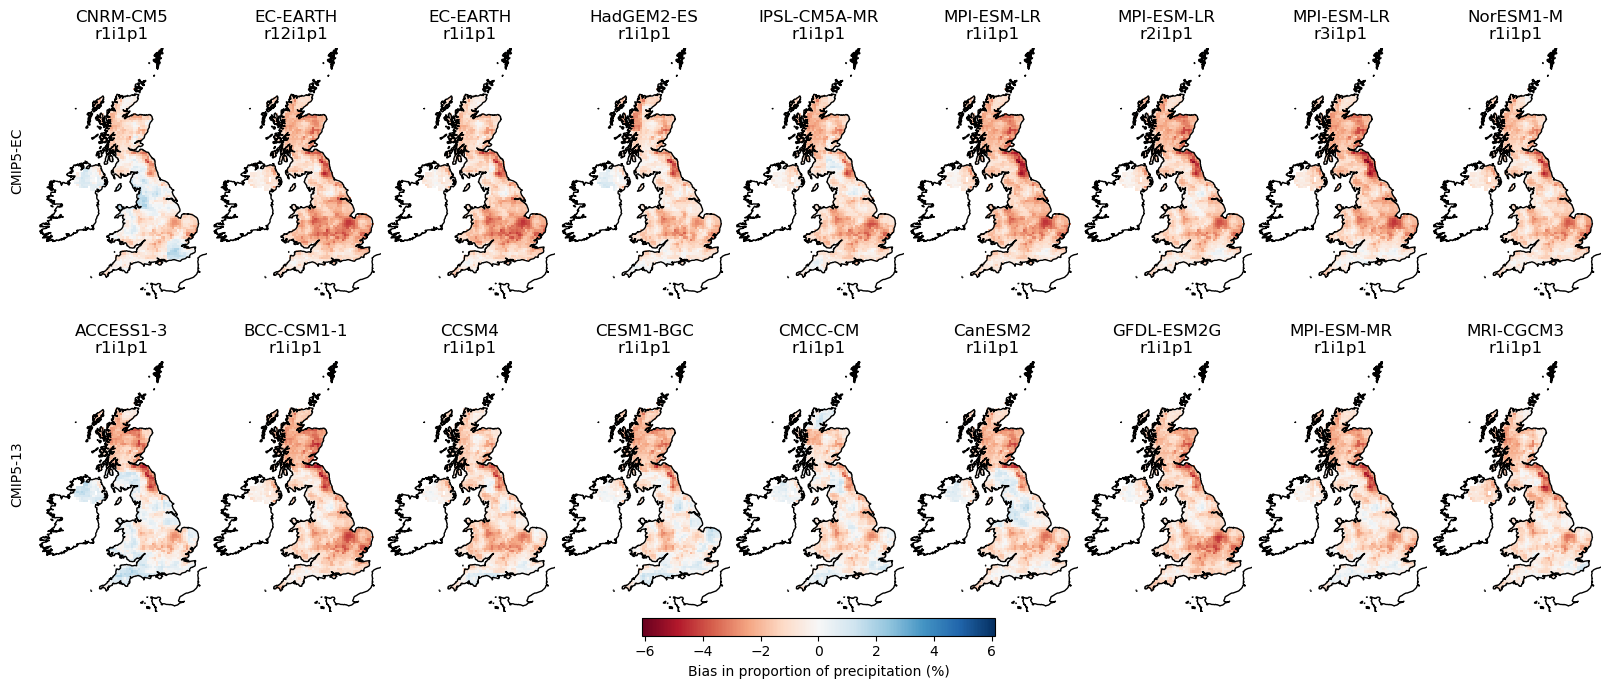 CNRM-CM5
r1i1p1
EC-EARTH
r12i1p1
EC-EARTH
r1i1p1
HadGEM2-ES
r1i1p1
IPSL-CM5A-MR
r1i1p1
MPI-ESM-LR
r1i1p1
MPI-ESM-LR
r2i1p1
MPI-ESM-LR
r3i1p1
NorESM1-M
r1i1p1
CMIP5-EC
ACCESS1-3
r1i1p1
BCC-CSM1-1
r1i1p1
CCSM4
r1i1p1
CESM1-BGC
r1i1p1
CMCC-CM
r1i1p1
CanESM2
r1i1p1
GFDL-ESM2G
r1i1p1
MPI-ESM-MR
r1i1p1
MRI-CGCM3
r1i1p1
CMIP5-13
−6 −4 −2 0 2 4 6
Bias in proportion of precipitation (%)